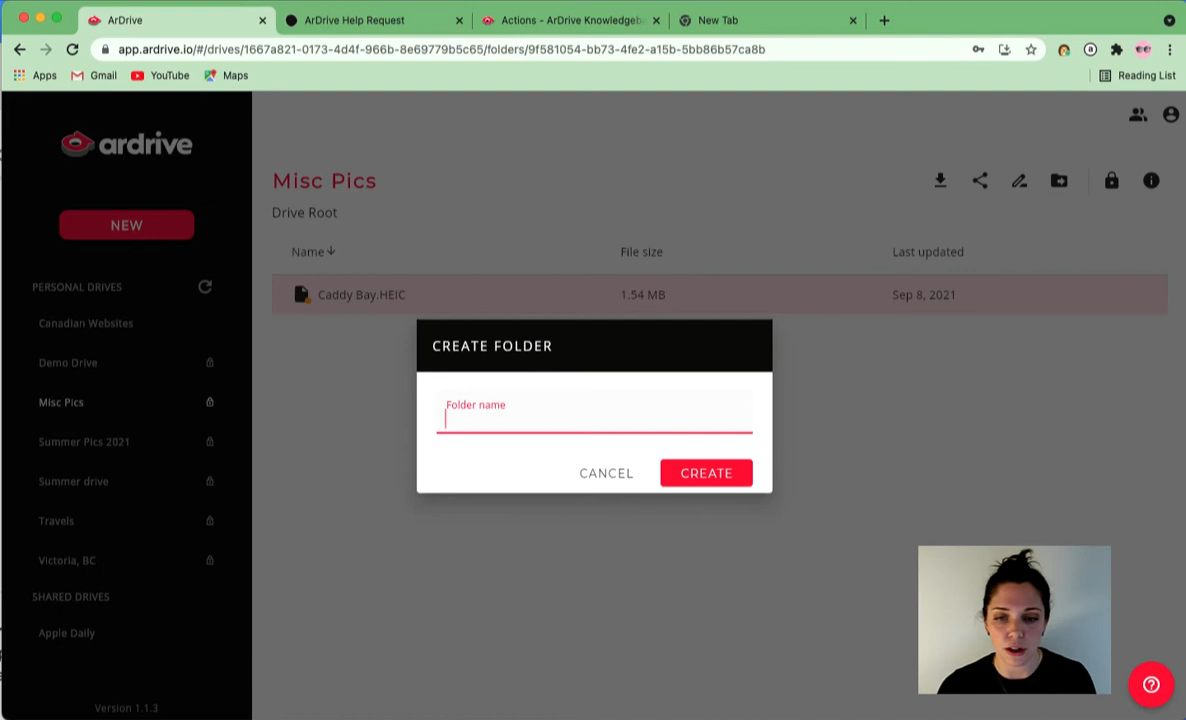 ArDrive
ArDrive Help Request
Actions - ArDrive Knowledgeba
New Tab
app.ardrive.io/#/drives/1667a821-0173-4d4f-966b-8e69779b5c65/folders/9f581054-bb73-4fe2-a15b-5bb86b57ca8b
Apps
Gmail
YouTube
Maps
Reading List
ardrive
NEW
PERSONAL DRIVES
Canadian Websites
Demo Drive
Misc Pics
Summer Pics 2021
Summer drive
Travels
Victoria, BC
SHARED DRIVES
Apple Daily
Version 1.1.3
Misc Pics
Drive Root
Name File size Last updated
Caddy Bay.HEIC 1.54 MB Sep 8, 2021
CREATE FOLDER
Folder name
CANCEL CREATE